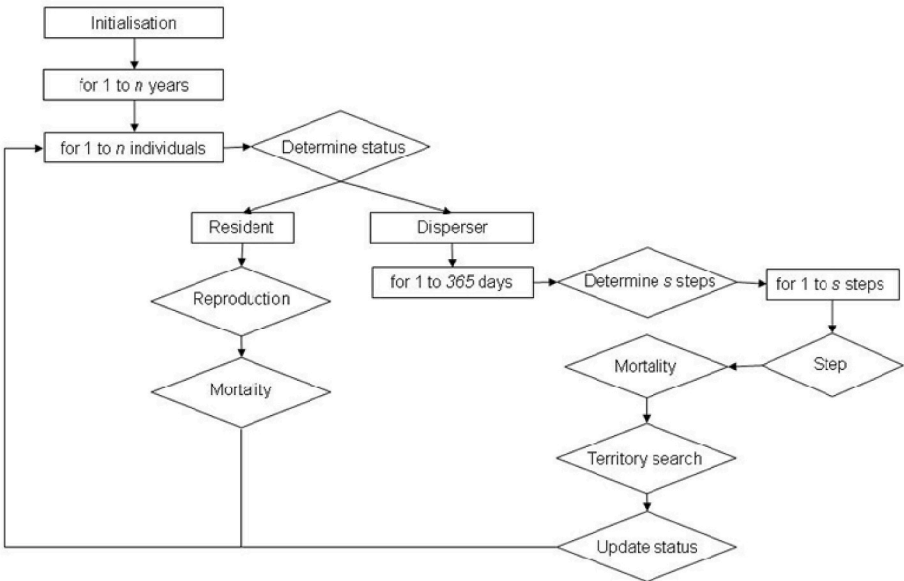 Initialisation
for 1 to n years
for 1 to n individuals
Determine status
Resident
Disperser
Reproduction
for 1 to 365 days
Determine s steps
for 1 to s steps
Mortality
Mortality
Step
Territory search
Update status